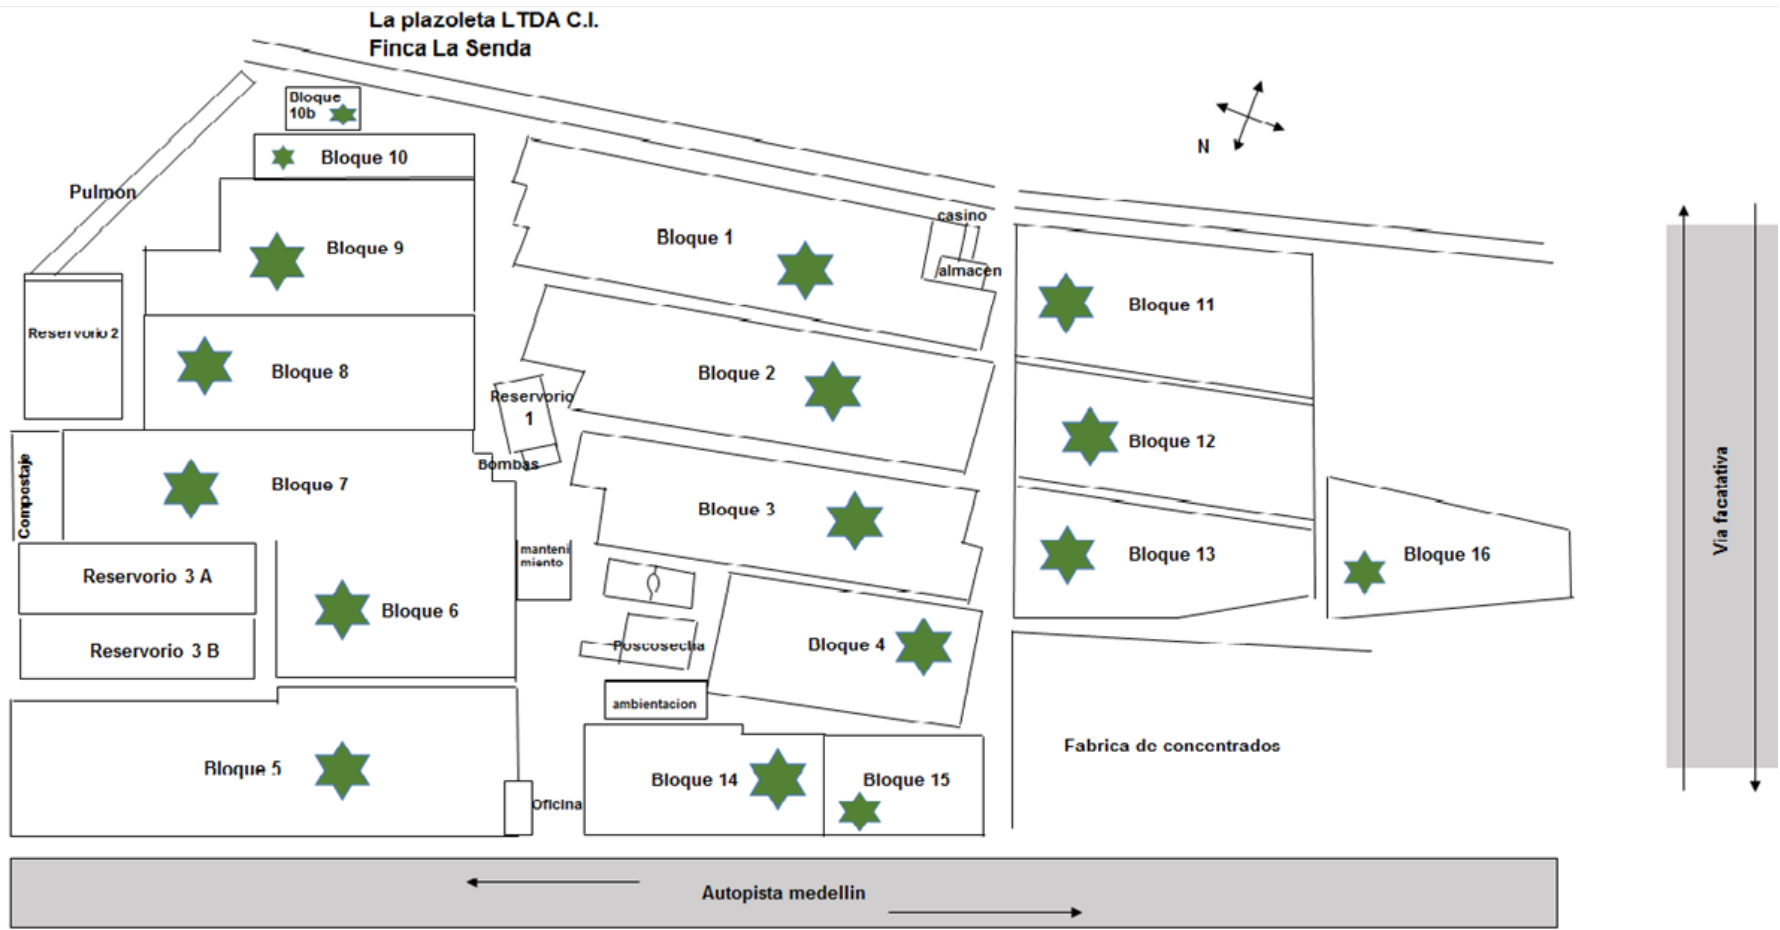 La plazoleta LTDA C.I.
Finca La Senda
Bloque
10b
Bloque 10
Pulmon
N
casino
Bloque 1
Bloque 9
almacen
Bloque 11
Reservorio 2
Bloque 8
Bloque 2
Reservorio
1
Bloque 12
Bombas
Compostaje
Bloque 7
Bloque 3
Via facatativa
manteni
miento
Bloque 13
Bloque 16
Reservorio 3 A
Bloque 6
Reservorio 3 B
Poscosecha
Bloque 4
ambientacion
Fabrica de concentrados
Bloque 5
Bloque 14
Bloque 15
Oficina
Autopista medellin